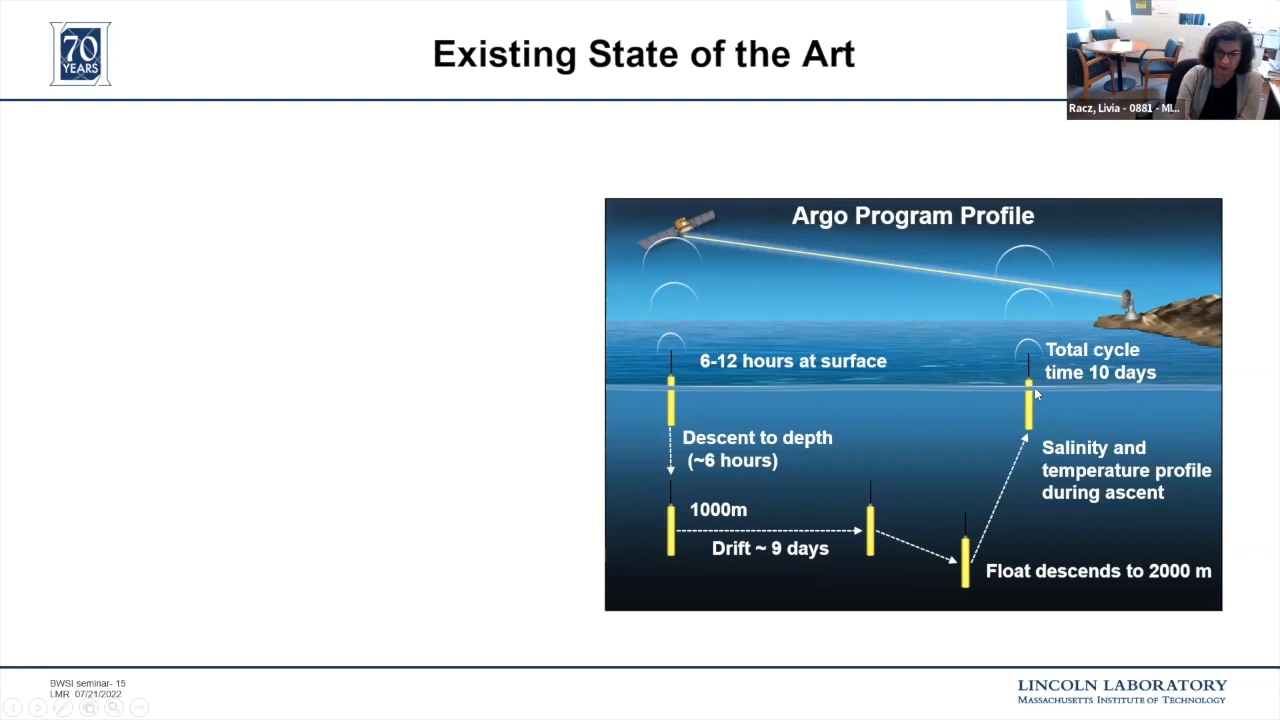 70
YEARS
Existing State of the Art
Racz, Livia - 0881 - ML..
Argo Program Profile
6-12 hours at surface
Total cycle
time 10 days
Descent to depth
(~6 hours)
Salinity and
temperature profile
during ascent
1000m
Drift ~ 9 days
Float descends to 2000 m
BWSI seminar- 15
LMR 07/21/2022
LINCOLN LABORATORY
MASSACHUSETTS INSTITUTE OF TECHNOLOGY